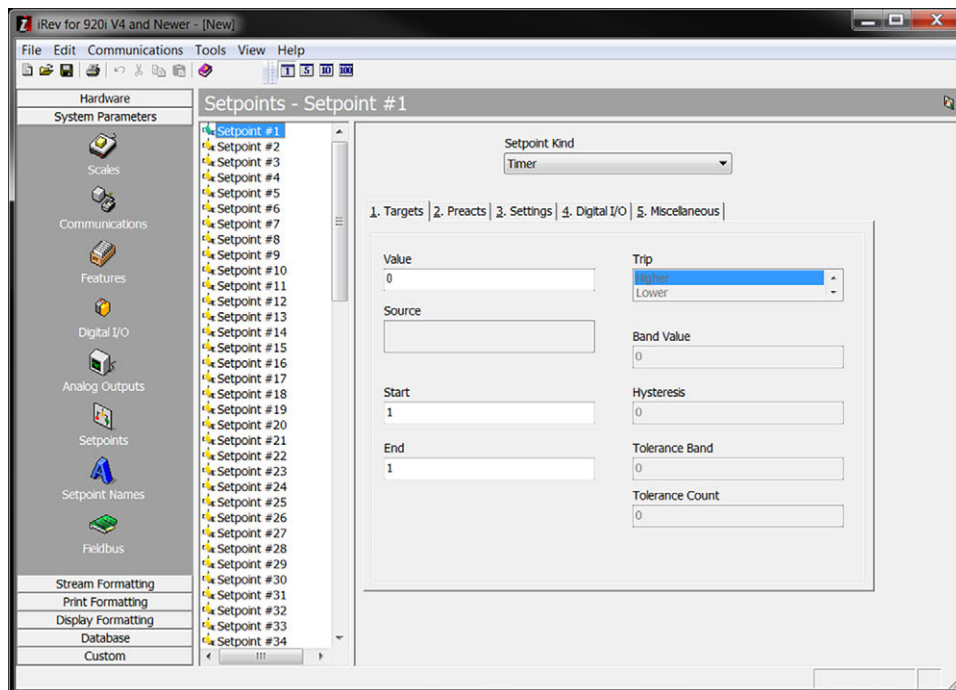 iRev for 920i V4 and Newer - [New]
File Edit Communications Tools View Help
1 5 10 100
Hardware
System Parameters
Scales
Communications
Features
Digital I/O
Analog Outputs
Setpoints
Setpoint Names
Fieldbus
Stream Formatting
Print Formatting
Display Formatting
Database
Custom
Setpoints - Setpoint #1
Setpoint #1
Setpoint #2
Setpoint #3
Setpoint #4
Setpoint #5
Setpoint #6
Setpoint #7
Setpoint #8
Setpoint #9
Setpoint #10
Setpoint #11
Setpoint #12
Setpoint #13
Setpoint #14
Setpoint #15
Setpoint #16
Setpoint #17
Setpoint #18
Setpoint #19
Setpoint #20
Setpoint #21
Setpoint #22
Setpoint #23
Setpoint #24
Setpoint #25
Setpoint #26
Setpoint #27
Setpoint #28
Setpoint #29
Setpoint #30
Setpoint #31
Setpoint #32
Setpoint #33
Setpoint #34
Setpoint Kind
Timer
1. Targets 2. Preacts 3. Settings 4. Digital I/O 5. Miscellaneous
Value
0
Source
Start
1
End
1
Trip
Higher
Lower
Band Value
0
Hysteresis
0
Tolerance Band
0
Tolerance Count
0